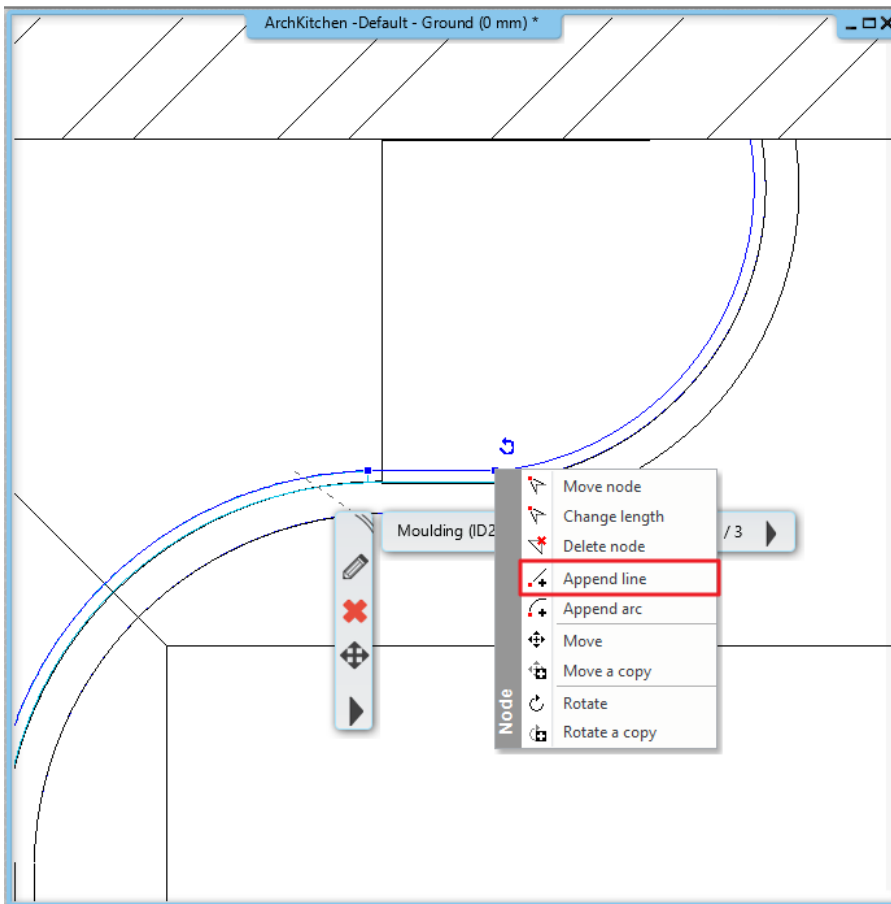 ArchKitchen -Default - Ground (0 mm) *
Move node
Change length
Moulding (ID2
/ 3
Delete node
Append line
Append arc
Move
Move a copy
Rotate
Rotate a copy
Node